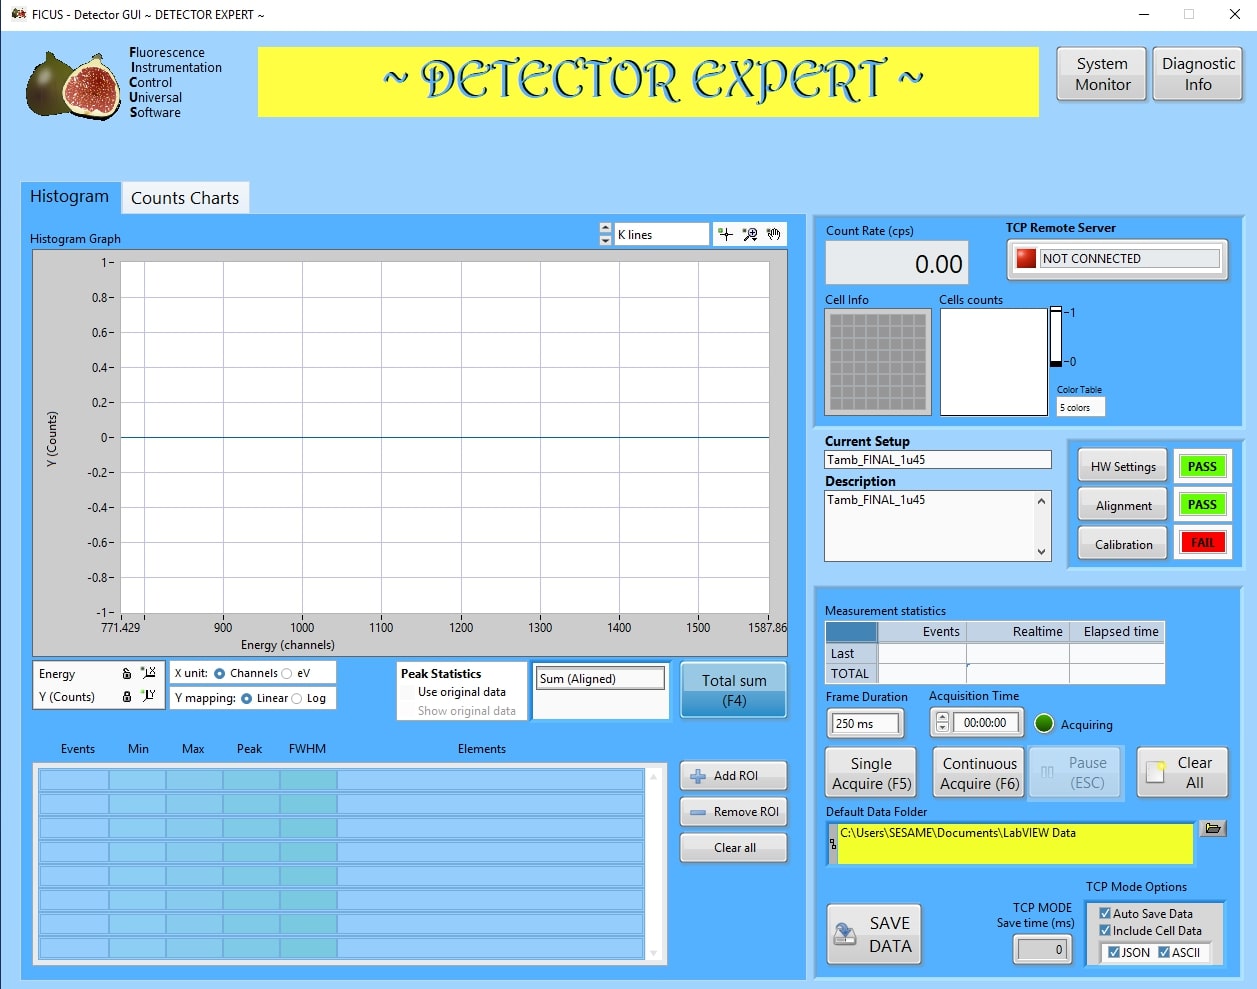 FICUS - Detector GUI ~ DETECTOR EXPERT ~
Fluorescence
Instrumentation
Control
Universal
Software
~ DETECTOR EXPERT ~
System
Monitor
Diagnostic
Info
Histogram
Counts Charts
Histogram Graph
K lines
1
0.8
0.6
0.4
0.2
0
-0.2
-0.4
-0.6
-0.8
-1
Y (Counts)
771.429
900
1000
1100
1200
1300
1400
1500
1587.86
Energy (channels)
Energy
Y (Counts)
X unit: Channels eV
Y mapping: Linear Log
Peak Statistics
Use original data
Show original data
Sum (Aligned)
Total sum
(F4)
Events Min Max Peak FWHM Elements
Add ROI
Remove ROI
Clear all
Count Rate (cps)
0.00
TCP Remote Server
NOT CONNECTED
Cell Info
Cells counts
1
0
Color Table
5 colors
Current Setup
Tamb_FINAL_1u45
Description
Tamb_FINAL_1u45
HW Settings PASS
Alignment PASS
Calibration FAIL
Measurement statistics
Events Realtime Elapsed time
Last
TOTAL
Frame Duration
250 ms
Acquisition Time
00:00:00
Acquiring
Single
Acquire (F5)
Continuous
Acquire (F6)
Pause
(ESC)
Clear
All
Default Data Folder
C:\Users\SESAME\Documents\LabVIEW Data
SAVE
DATA
TCP MODE
Save time (ms)
0
TCP Mode Options
Auto Save Data
Include Cell Data
JSON ASCII